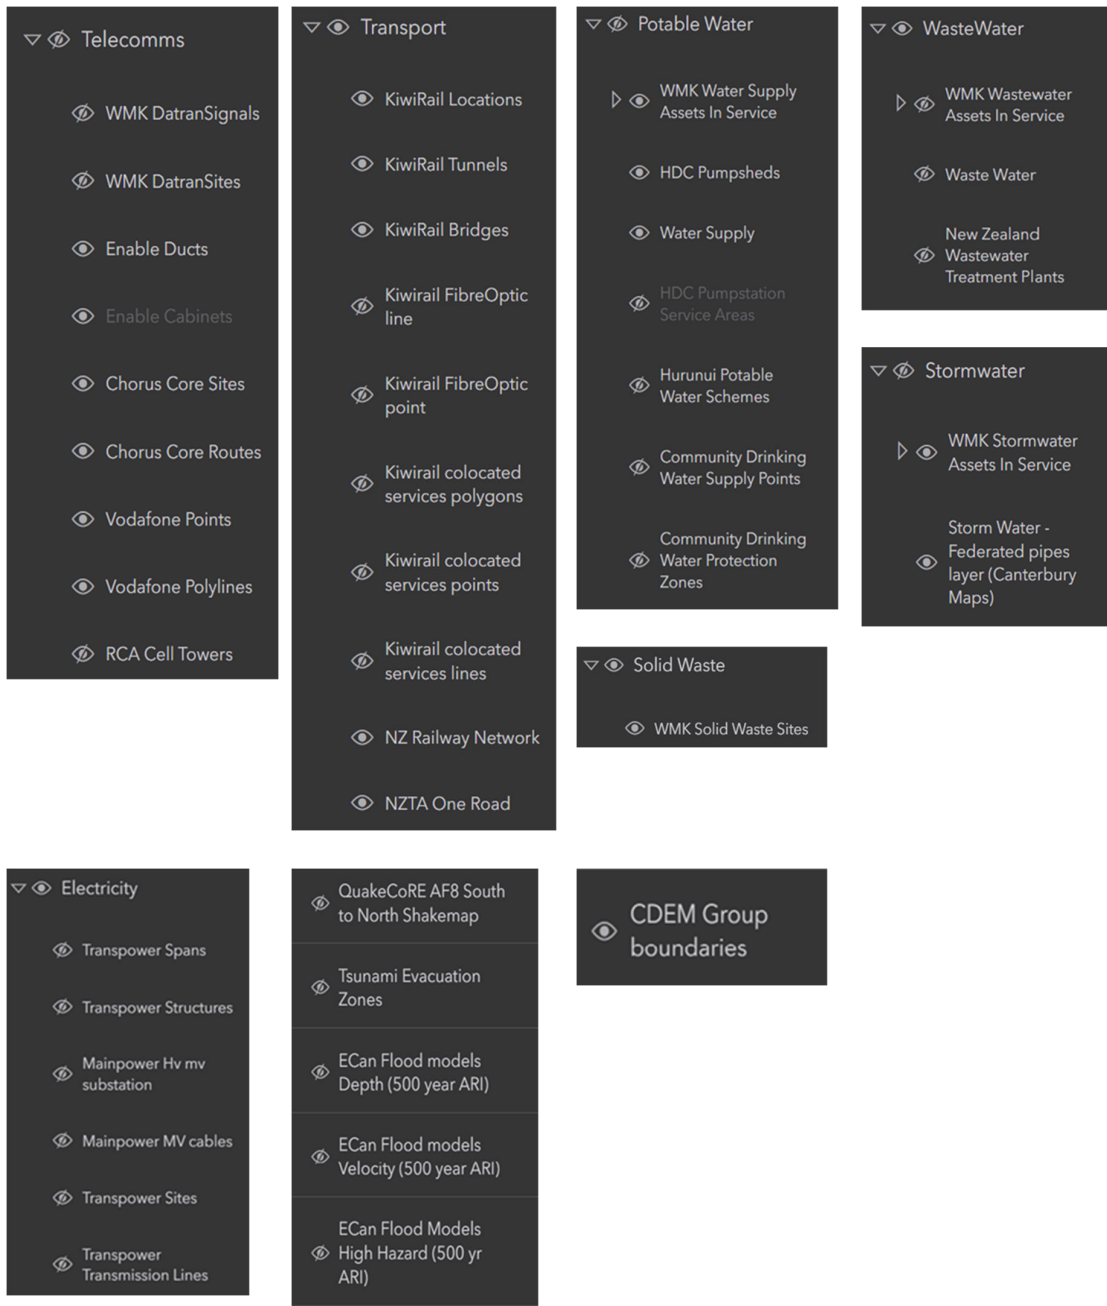 Telecomms
WMK DatranSignals
WMK DatranSites
Enable Ducts
Enable Cabinets
Chorus Core Sites
Chorus Core Routes
Vodafone Points
Vodafone Polylines
RCA Cell Towers
Transport
KiwiRail Locations
KiwiRail Tunnels
KiwiRail Bridges
Kiwirail FibreOptic
line
Kiwirail FibreOptic
point
Kiwirail colocated
services polygons
Kiwirail colocated
services points
Kiwirail colocated
services lines
NZ Railway Network
NZTA One Road
Potable Water
WMK Water Supply
Assets In Service
HDC Pumpsheds
Water Supply
HDC Pumpstation
Service Areas
Hurunui Potable
Water Schemes
Community Drinking
Water Supply Points
Community Drinking
Water Protection
Zones
Solid Waste
WMK Solid Waste Sites
WasteWater
WMK Wastewater
Assets In Service
Waste Water
New Zealand
Wastewater
Treatment Plants
Stormwater
WMK Stormwater
Assets In Service
Storm Water -
Federated pipes
layer (Canterbury
Maps)
Electricity
Transpower Spans
Transpower Structures
Mainpower Hv mv
substation
Mainpower MV cables
Transpower Sites
Transpower
Transmission Lines
QuakeCoRE AF8 South
to North Shakemap
Tsunami Evacuation
Zones
ECan Flood models
Depth (500 year ARI)
ECan Flood models
Velocity (500 year ARI)
ECan Flood Models
High Hazard (500 yr
ARI)
CDEM Group
boundaries